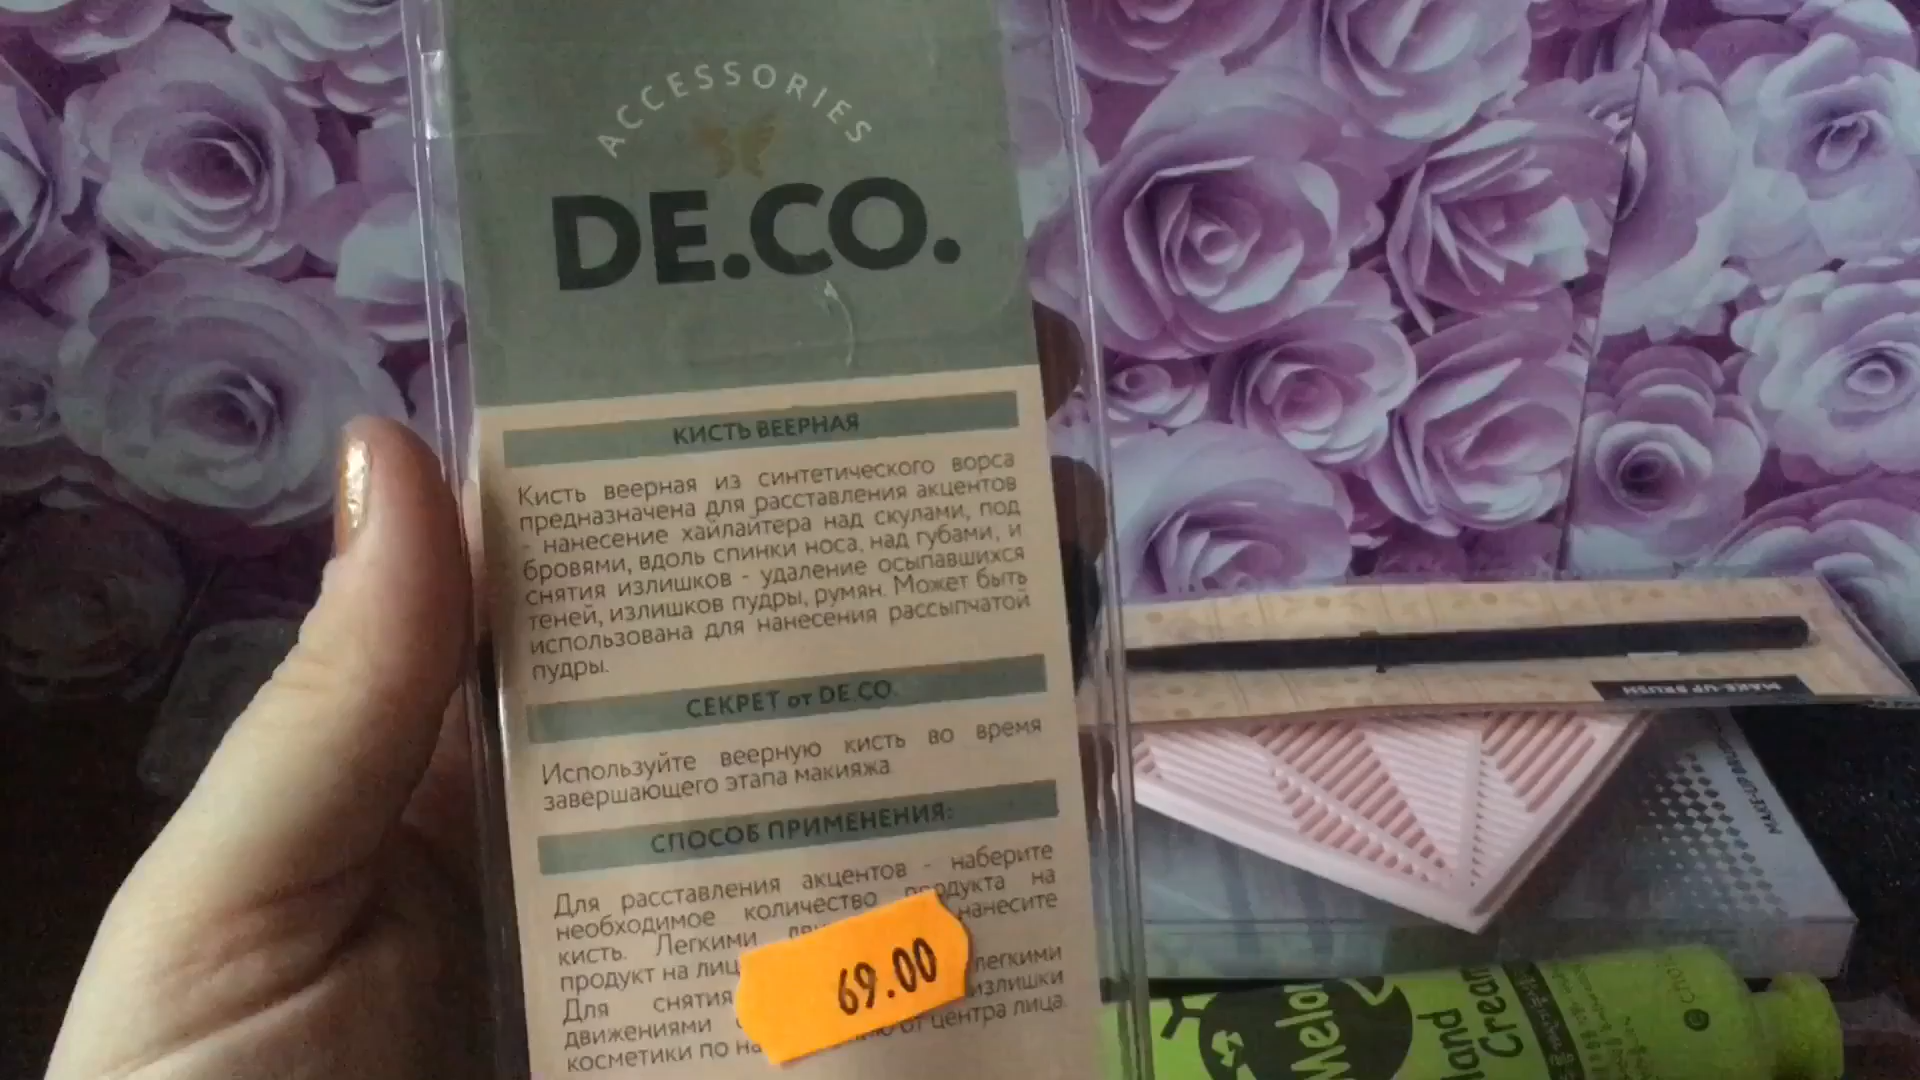 ACCESSORIES
DE.CO.
КИСТЬ ВЕЕРНАЯ
Кисть веерная из синтетического ворса
предназначена для расставления акцентов
- нанесение хайлайтера над скулами, под
бровями, вдоль спинки носа, над губами, и
снятия излишков - удаление осыпавшихся
теней, излишков пудры, румян. Может быть
использована для нанесения рассыпчатой
пудры.
СЕКРЕТ от DE.CO.
Используйте веерную кисть во время
завершающего этапа макияжа.
СПОСОБ ПРИМЕНЕНИЯ:
Для расставления акцентов - наберите
необходимое количество продукта на
кисть. Легкими нанесите
продукт на
Для снятия легкими
движениями излишки
косметики по от центра лица.
69.00
MAKE-UP BRUSH
Melon
Hand
Cream